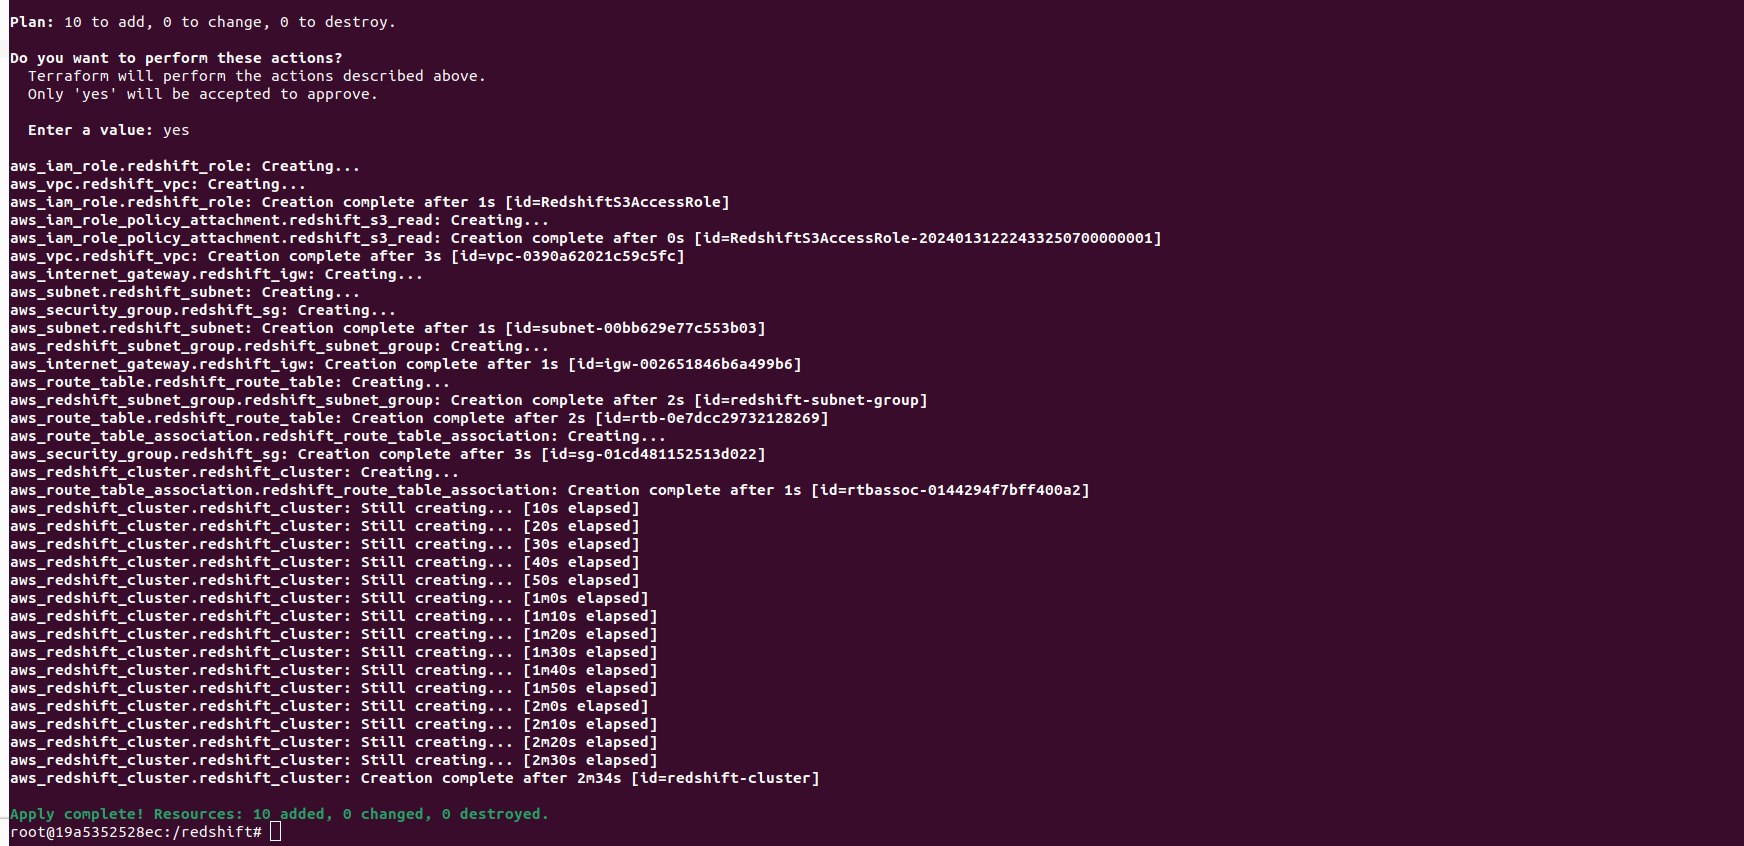 Plan: 10 to add, 0 to change, 0 to destroy.
Do you want to perform these actions?
Terraform will perform the actions described above.
Only 'yes' will be accepted to approve.
Enter a value: yes
aws_iam_role.redshift_role: Creating...
aws_vpc.redshift_vpc: Creating...
aws_iam_role.redshift_role: Creation complete after 1s [id=RedshiftS3AccessRole]
aws_iam_role_policy_attachment.redshift_s3_read: Creating...
aws_iam_role_policy_attachment.redshift_s3_read: Creation complete after 0s [id=RedshiftS3AccessRole-20240131222433250700000001]
aws_vpc.redshift_vpc: Creation complete after 3s [id=vpc-0390a62021c59c5fc]
aws_internet_gateway.redshift_igw: Creating...
aws_subnet.redshift_subnet: Creating...
aws_security_group.redshift_sg: Creating...
aws_subnet.redshift_subnet: Creation complete after 1s [id=subnet-00bb629e77c553b03]
aws_redshift_subnet_group.redshift_subnet_group: Creating...
aws_internet_gateway.redshift_igw: Creation complete after 1s [id=igw-002651846b6a499b6]
aws_route_table.redshift_route_table: Creating...
aws_redshift_subnet_group.redshift_subnet_group: Creation complete after 2s [id=redshift-subnet-group]
aws_route_table.redshift_route_table: Creation complete after 2s [id=rtb-0e7dcc29732128269]
aws_route_table_association.redshift_route_table_association: Creating...
aws_security_group.redshift_sg: Creation complete after 3s [id=sg-01cd481152513d022]
aws_redshift_cluster.redshift_cluster: Creating...
aws_route_table_association.redshift_route_table_association: Creation complete after 1s [id=rtbassoc-0144294f7bff400a2]
aws_redshift_cluster.redshift_cluster: Still creating... [10s elapsed]
aws_redshift_cluster.redshift_cluster: Still creating... [20s elapsed]
aws_redshift_cluster.redshift_cluster: Still creating... [30s elapsed]
aws_redshift_cluster.redshift_cluster: Still creating... [40s elapsed]
aws_redshift_cluster.redshift_cluster: Still creating... [50s elapsed]
aws_redshift_cluster.redshift_cluster: Still creating... [1m0s elapsed]
aws_redshift_cluster.redshift_cluster: Still creating... [1m10s elapsed]
aws_redshift_cluster.redshift_cluster: Still creating... [1m20s elapsed]
aws_redshift_cluster.redshift_cluster: Still creating... [1m30s elapsed]
aws_redshift_cluster.redshift_cluster: Still creating... [1m40s elapsed]
aws_redshift_cluster.redshift_cluster: Still creating... [1m50s elapsed]
aws_redshift_cluster.redshift_cluster: Still creating... [2m0s elapsed]
aws_redshift_cluster.redshift_cluster: Still creating... [2m10s elapsed]
aws_redshift_cluster.redshift_cluster: Still creating... [2m20s elapsed]
aws_redshift_cluster.redshift_cluster: Still creating... [2m30s elapsed]
aws_redshift_cluster.redshift_cluster: Creation complete after 2m34s [id=redshift-cluster]
Apply complete! Resources: 10 added, 0 changed, 0 destroyed.
root@19a5352528ec:/redshift#